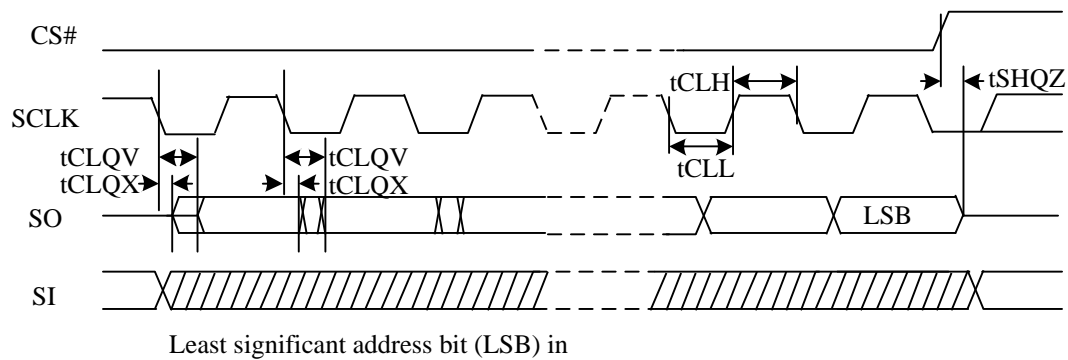 CS#
tCLH
tSHQZ
SCLK
tCLQV
tCLQV
tCLL
tCLQX
tCLQX
SO
LSB
SI
Least significant address bit (LSB) in